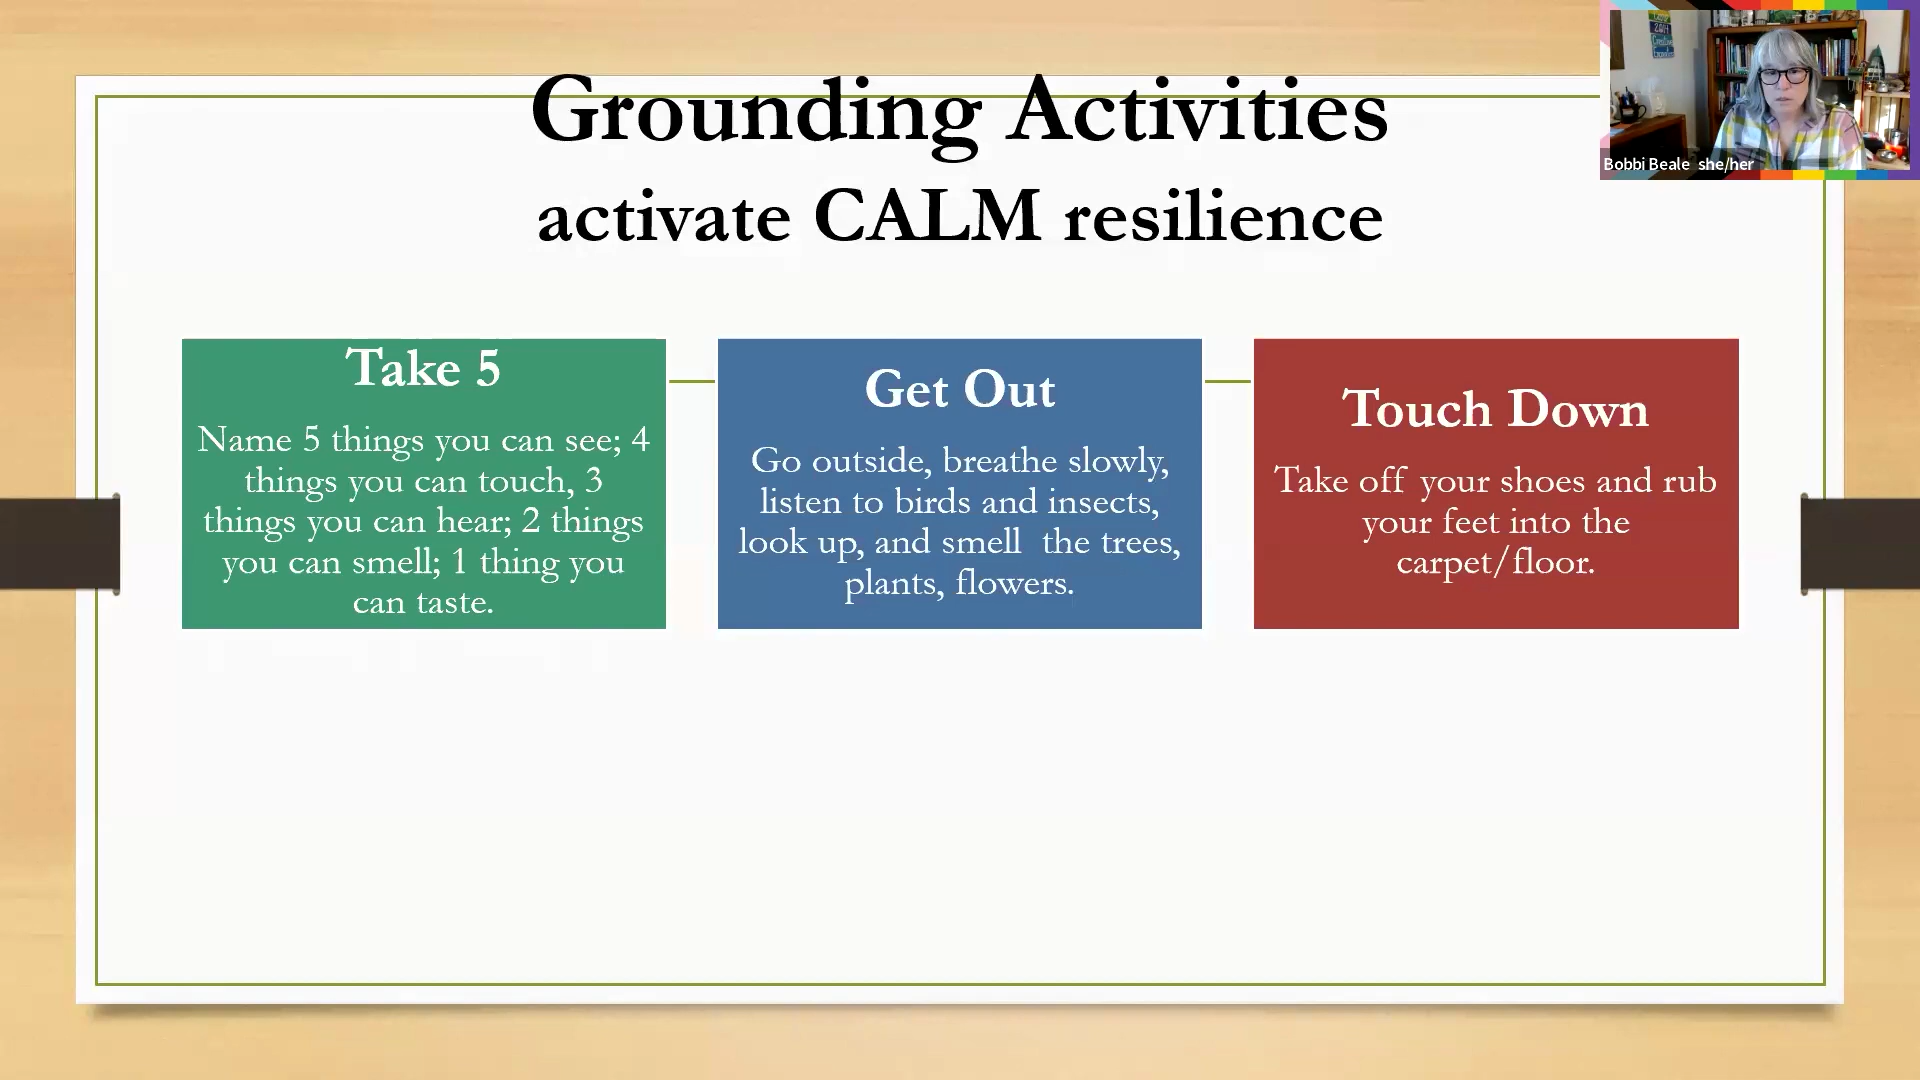 Grounding Activities
activate CALM resilience
Bobbi Beale she/her
Take 5
Name 5 things you can see; 4
things you can touch, 3
things you can hear; 2 things
you can smell; 1 thing you
can taste.
Get Out
Go outside, breathe slowly,
listen to birds and insects,
look up, and smell the trees,
plants, flowers.
Touch Down
Take off your shoes and rub
your feet into the
carpet/floor.